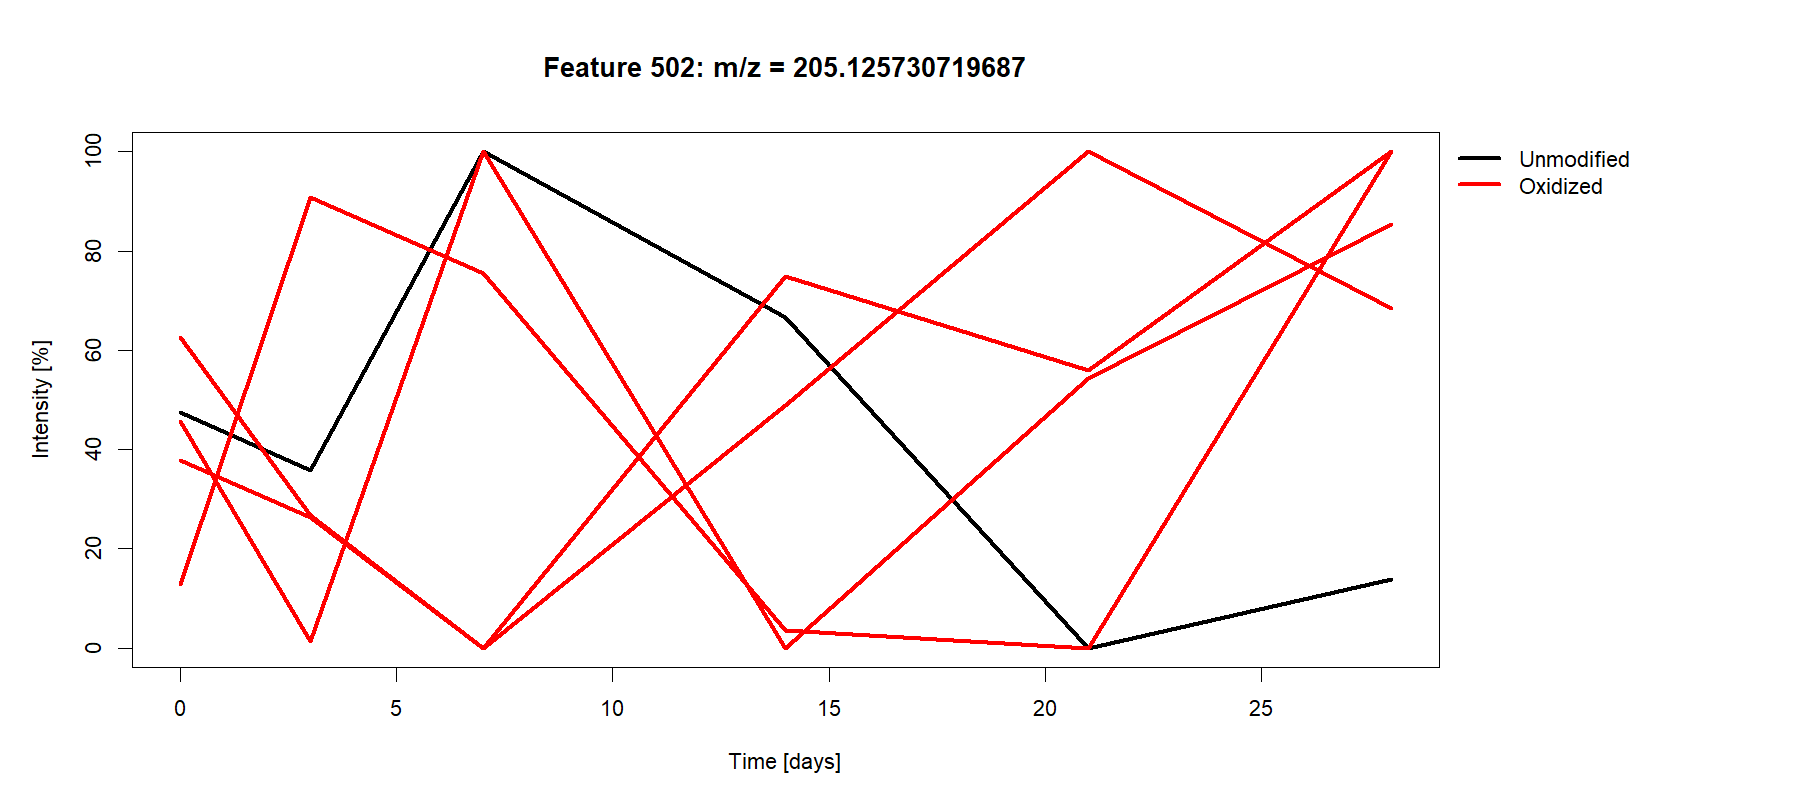 Feature 502: m/z = 205.125730719687
Unmodified
Oxidized
Intensity [%]
100
80
60
40
20
0
0 5 10 15 20 25
Time [days]